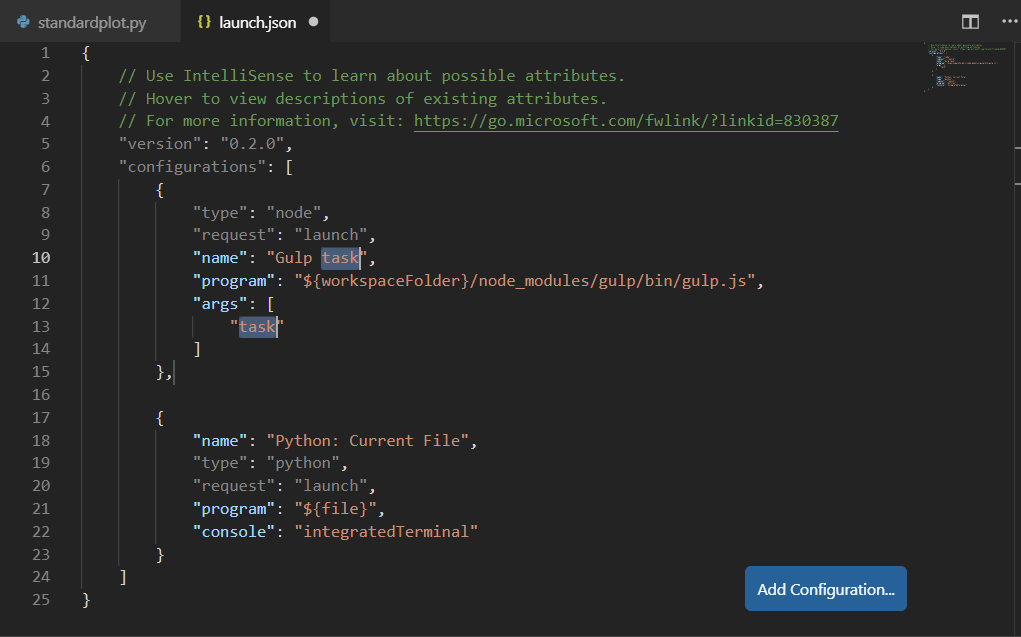 standardplot.py {} launch.json
1 {
2 // Use IntelliSense to learn about possible attributes.
3 // Hover to view descriptions of existing attributes.
4 // For more information, visit: https://go.microsoft.com/fwlink/?linkid=830387
5 "version": "0.2.0",
6 "configurations": [
7 {
8 "type": "node",
9 "request": "launch",
10 "name": "Gulp task",
11 "program": "${workspaceFolder}/node_modules/gulp/bin/gulp.js",
12 "args": [
13 "task"
14 ]
15 },
16
17 {
18 "name": "Python: Current File",
19 "type": "python",
20 "request": "launch",
21 "program": "${file}",
22 "console": "integratedTerminal"
23 }
24 ]
25 }
Add Configuration...